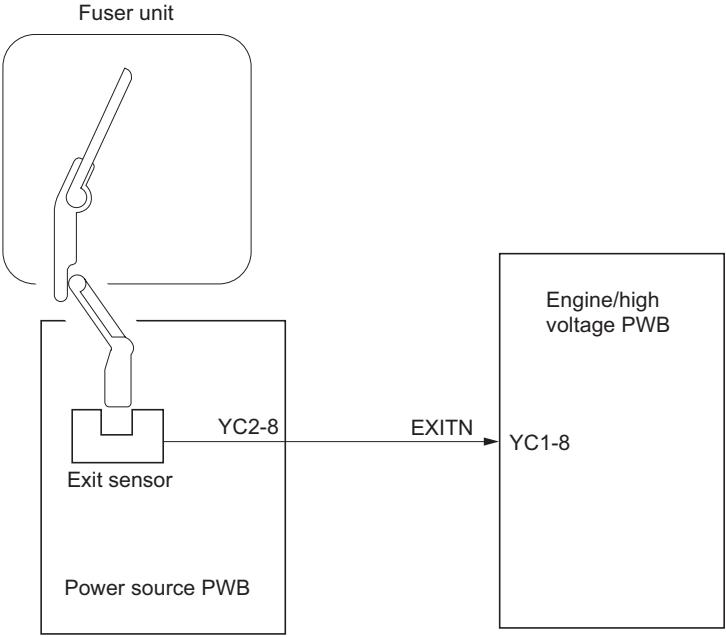 Fuser unit
Engine/high
voltage PWB
YC2-8
EXITN
YC1-8
Exit sensor
Power source PWB